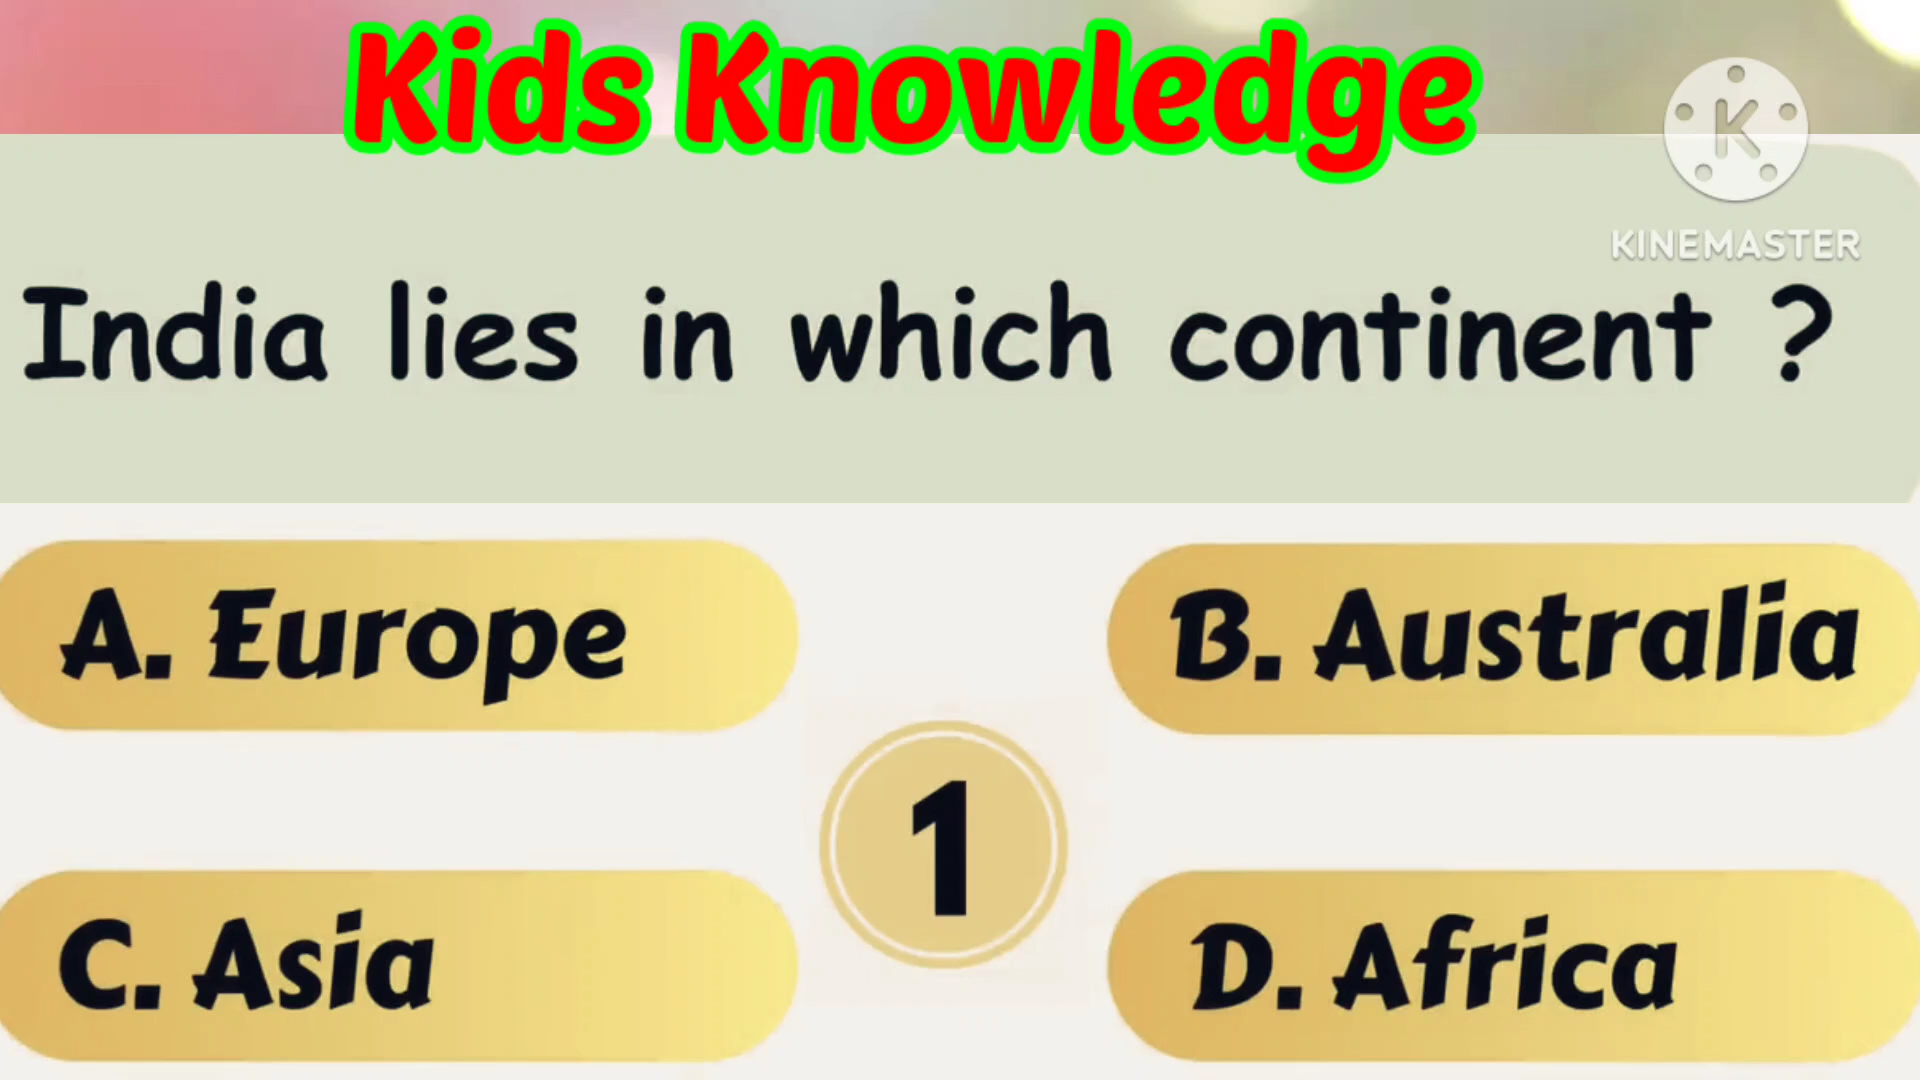 Kids Knowledge
K
KINEMASTER
India lies in which continent ?
A. Europe
B. Australia
1
C. Asia
D. Africa